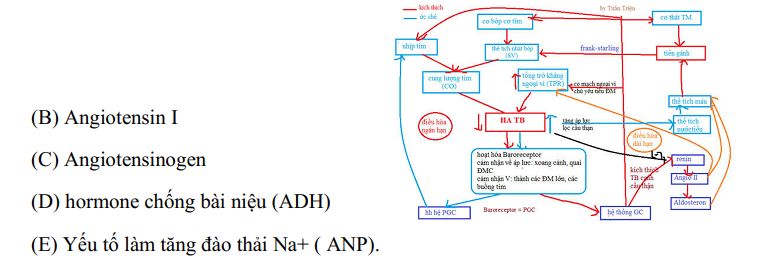 (B) Angiotensin I
(C) Angiotensinogen
(D) hormone chống bài niệu (ADH)
(E) Yếu tố làm tăng đào thải Na+ ( ANP).
kích thích
ức chế
by Tuấn Triệu
co bóp cơ tim
co thắt TM
nhịp tim
thể tích nhát bóp
(SV)
frank-starling
tiền gánh
cung lượng tim
(CO)
tổng trở kháng
ngoại vi (TPR)
co mạch ngoại vi
chủ yếu tiểu ĐM
thể tích máu
điều hòa
ngắn hạn
HA TB
tăng áp lực
lọc cầu thận
thể tích
nước tiểu
điều hòa
dài hạn
hoạt hóa Baroreceptor
cảm nhận về áp lực: xoang cảnh, quai
ĐMC
cảm nhận V: thành các ĐM lớn, các
buồng tim
renin
kích thích
TB cạnh
cầu thận
Angio II
Aldosteron
hh hệ PGC
Baroreceptor = PGC
hệ thống GC